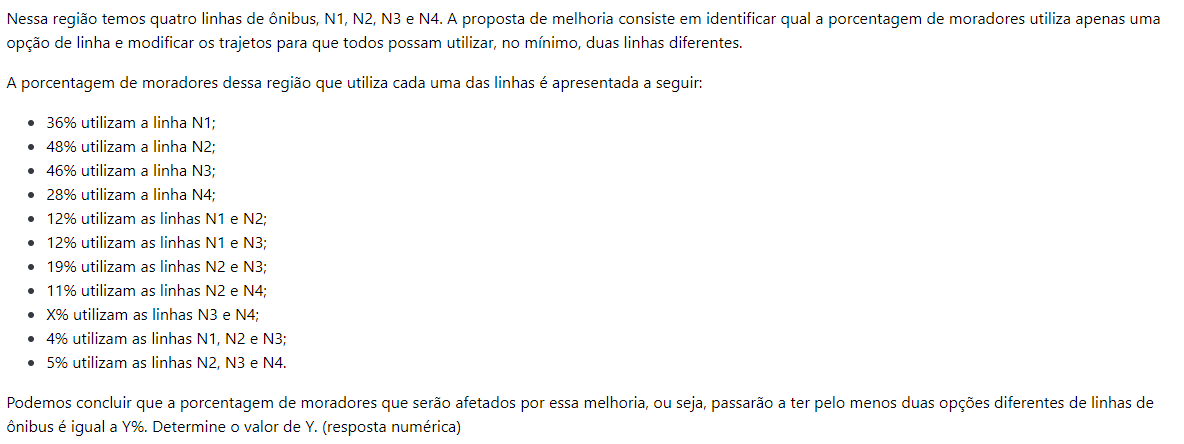 Nessa região temos quatro linhas de ônibus, N1, N2, N3 e N4. A proposta de melhoria consiste em identificar qual a porcentagem de moradores utiliza apenas uma
opção de linha e modificar os trajetos para que todos possam utilizar, no mínimo, duas linhas diferentes.
A porcentagem de moradores dessa região que utiliza cada uma das linhas é apresentada a seguir:
• 36% utilizam a linha N1;
• 48% utilizam a linha N2;
• 46% utilizam a linha N3;
• 28% utilizam a linha N4;
• 12% utilizam as linhas N1 e N2;
• 12% utilizam as linhas N1 e N3;
• 19% utilizam as linhas N2 e N3;
• 11% utilizam as linhas N2 e N4;
• X% utilizam as linhas N3 e N4;
• 4% utilizam as linhas N1, N2 e N3;
• 5% utilizam as linhas N2, N3 e N4.
Podemos concluir que a porcentagem de moradores que serão afetados por essa melhoria, ou seja, passarão a ter pelo menos duas opções diferentes de linhas de
ônibus é igual a Y%. Determine o valor de Y. (resposta numérica)